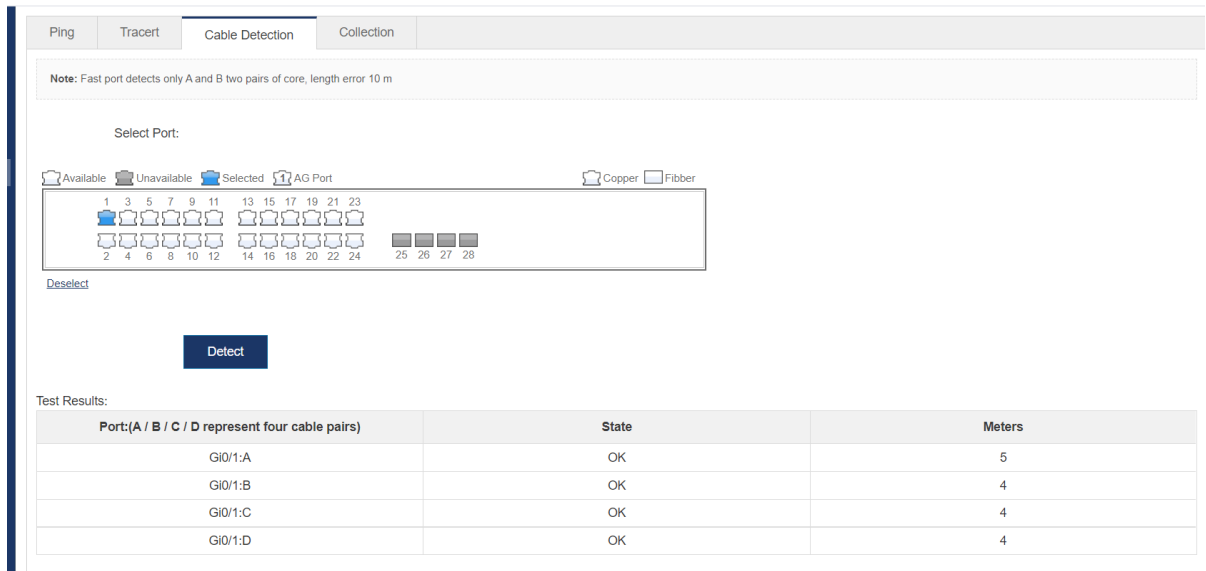 Ping Tracert Cable Detection Collection
Note: Fast port detects only A and B two pairs of core, length error 10 m
Select Port:
Available Unavailable Selected 1 AG Port Copper Fibber
1 3 5 7 9 11 13 15 17 19 21 23
2 4 6 8 10 12 14 16 18 20 22 24 25 26 27 28
Deselect
Detect
Test Results:
Port:(A / B / C / D represent four cable pairs) State Meters
Gi0/1:A OK 5
Gi0/1:B OK 4
Gi0/1:C OK 4
Gi0/1:D OK 4